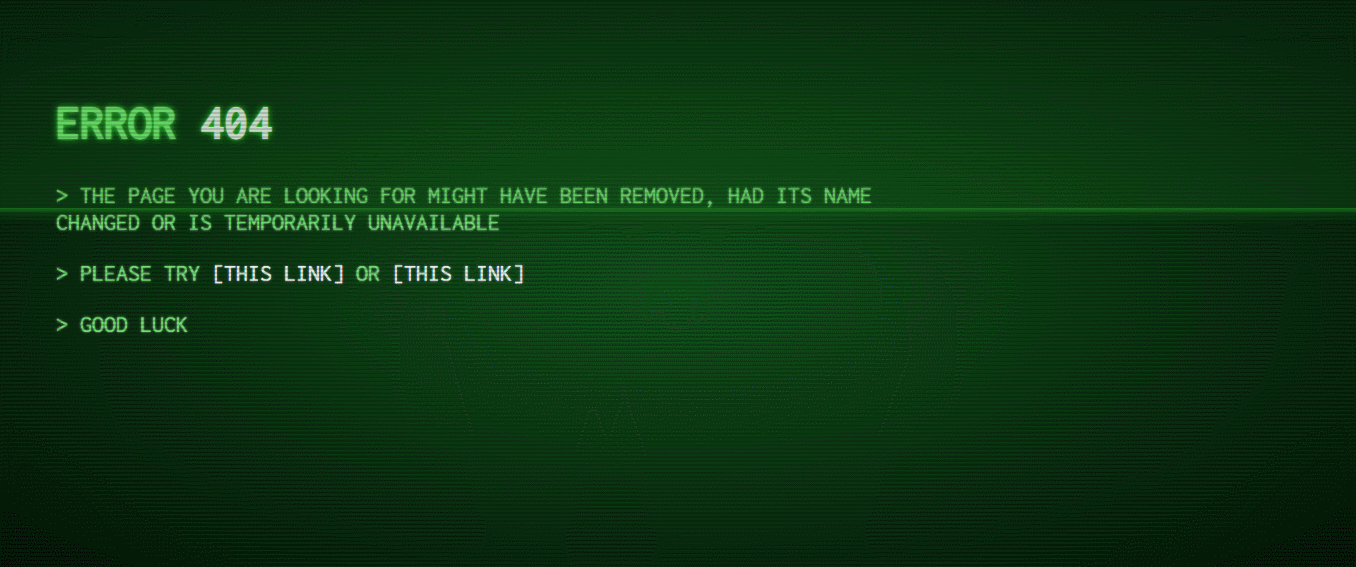 ERROR 404
> THE PAGE YOU ARE LOOKING FOR MIGHT HAVE BEEN REMOVED, HAD ITS NAME
CHANGED OR IS TEMPORARILY UNAVAILABLE
> PLEASE TRY [THIS LINK] OR [THIS LINK]
> GOOD LUCK